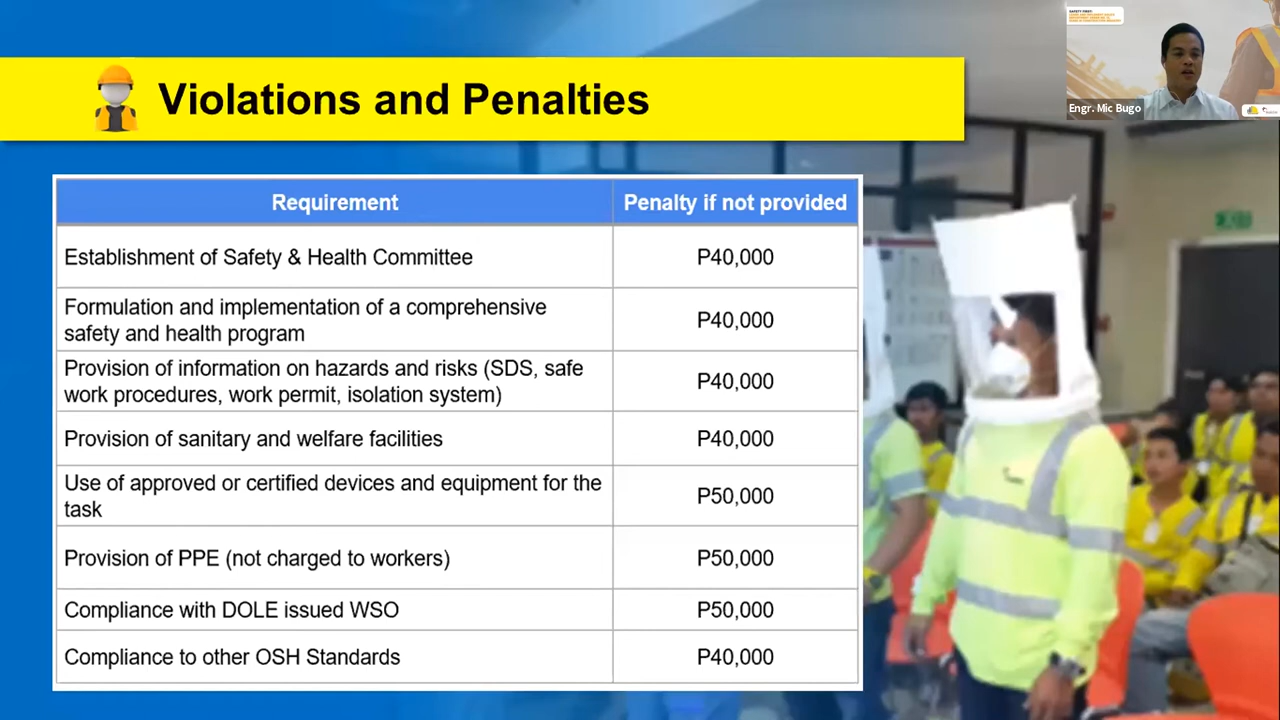 Violations and Penalties
Engr. Mic Bugo
Requirement
Penalty if not provided
Establishment of Safety & Health Committee
P40,000
Formulation and implementation of a comprehensive
safety and health program
P40,000
Provision of information on hazards and risks (SDS, safe
work procedures, work permit, isolation system)
P40,000
Provision of sanitary and welfare facilities
P40,000
Use of approved or certified devices and equipment for the
task
P50,000
Provision of PPE (not charged to workers)
P50,000
Compliance with DOLE issued WSO
P50,000
Compliance to other OSH Standards
P40,000